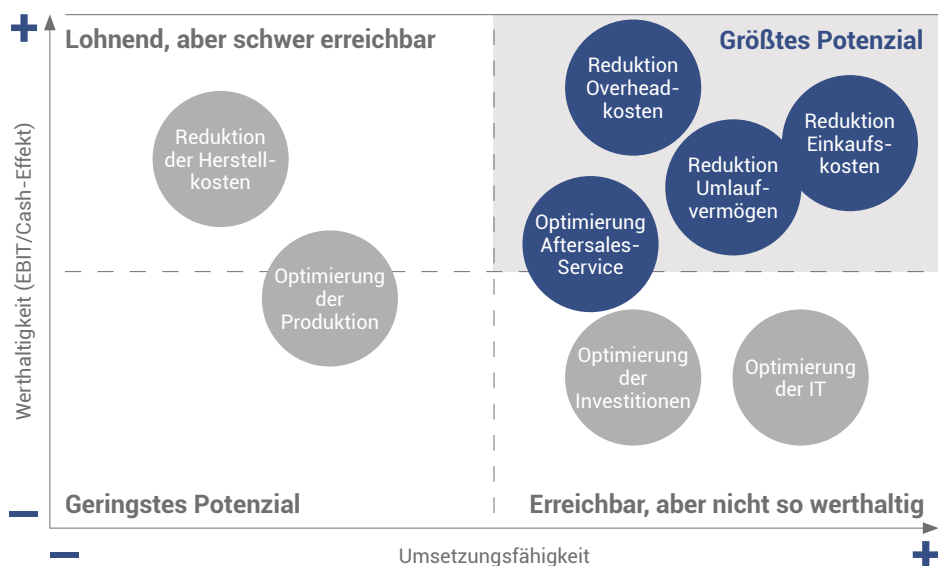 +
Lohnend, aber schwer erreichbar
Größtes Potenzial
Reduktion
der Herstell-
kosten
Reduktion
Overhead-
kosten
Reduktion
Umlauf-
vermögen
Reduktion
Einkaufs-
kosten
Optimierung
Aftersales-
Service
Optimierung
der
Produktion
Optimierung
der
Investitionen
Optimierung
der IT
Geringstes Potenzial
Erreichbar, aber nicht so werthaltig
Werthaltigkeit (EBIT/Cash-Effekt)
–
–
Umsetzungsfähigkeit
+